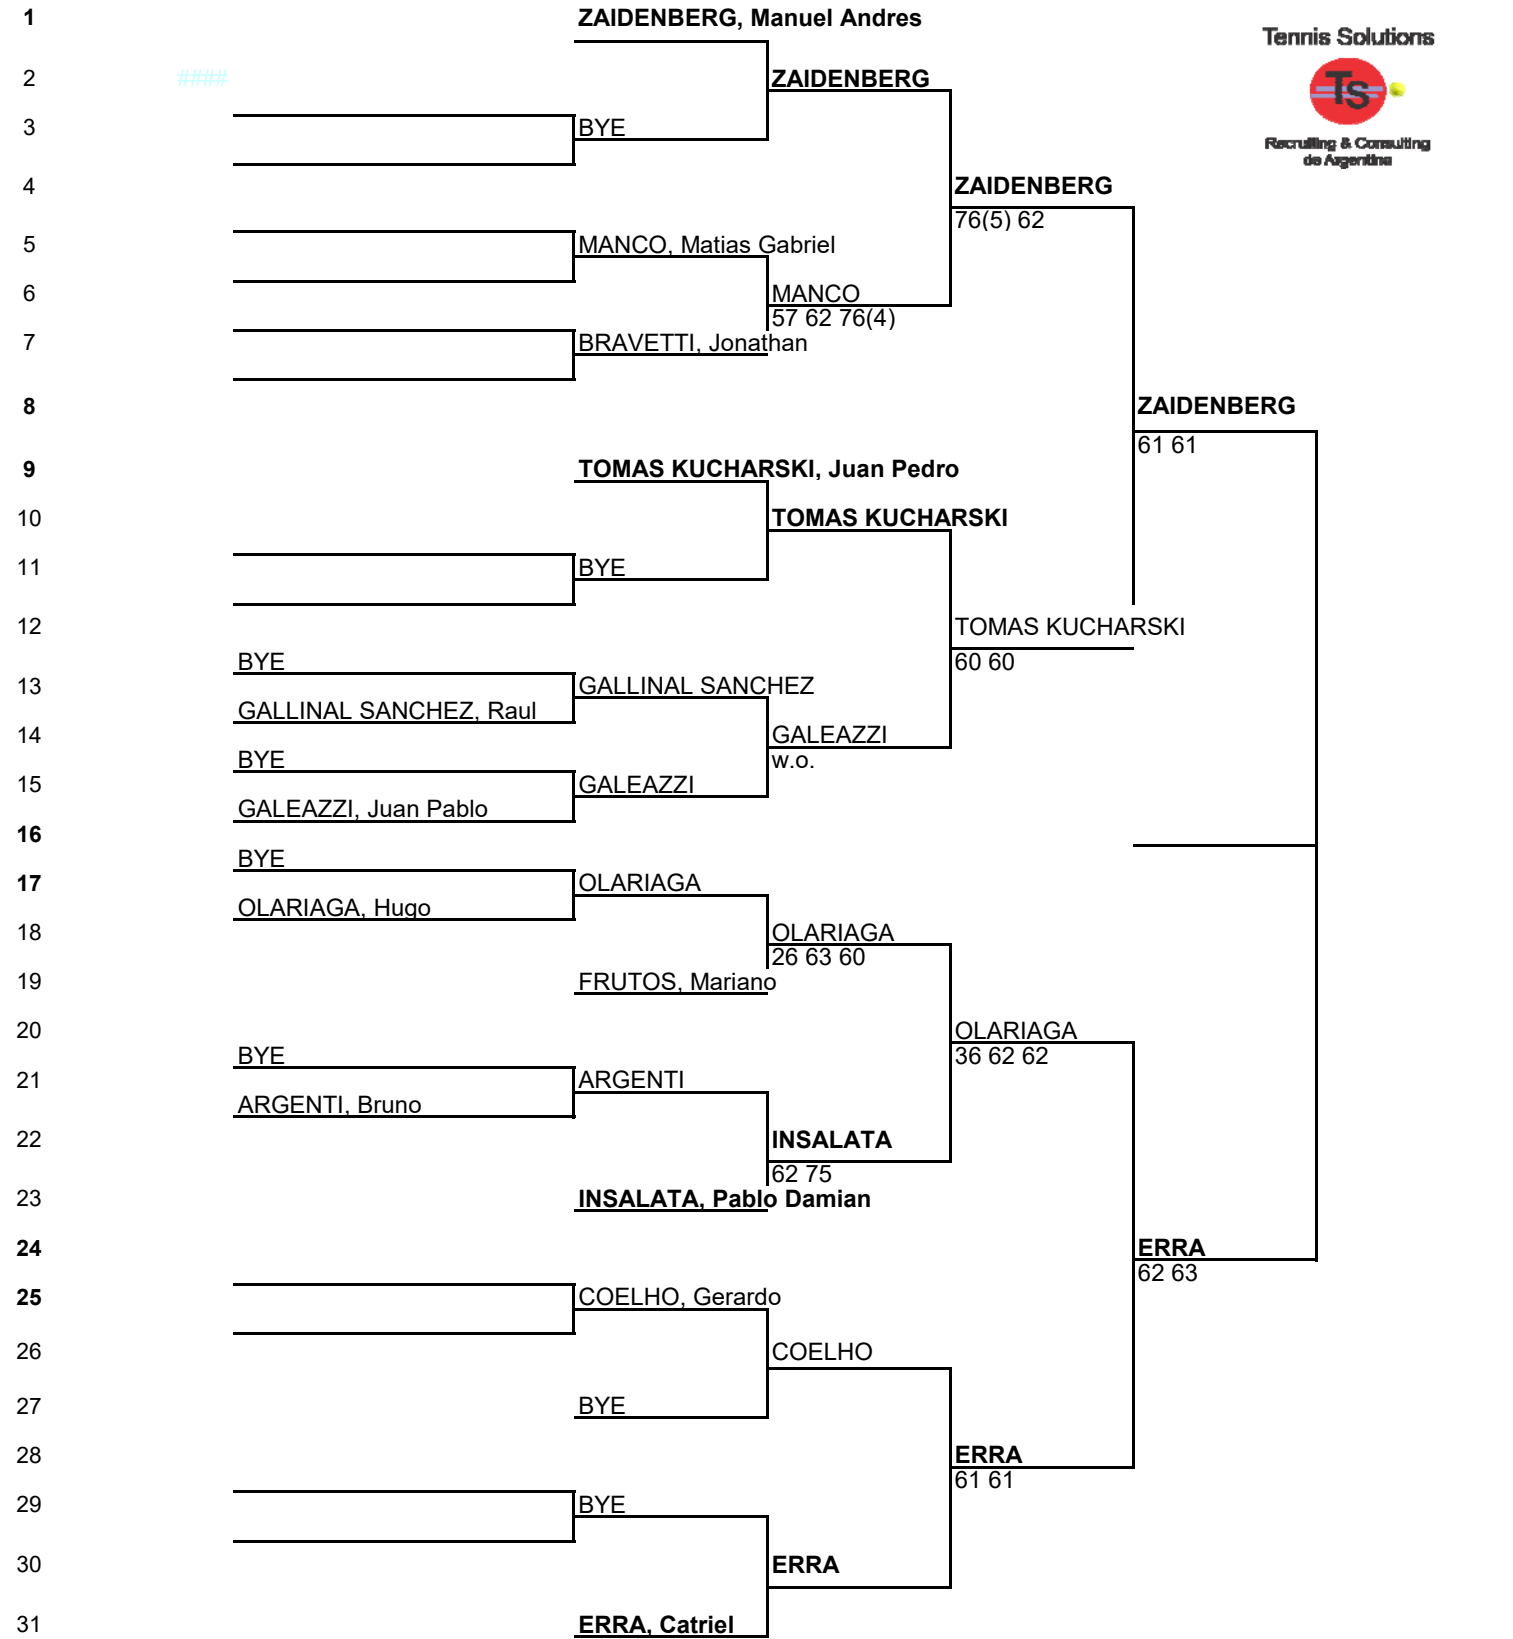 1 ZAIDENBERG, Manuel Andres
Tennis Solutions
2 #### ZAIDENBERG
TS
3 BYE
Recruiting & Consulting
de Argentina
4 ZAIDENBERG
76(5) 62
5 MANCO, Matias Gabriel
6 MANCO
57 62 76(4)
7 BRAVETTI, Jonathan
8 ZAIDENBERG
61 61
9 TOMAS KUCHARSKI, Juan Pedro
10 TOMAS KUCHARSKI
11 BYE
12 TOMAS KUCHARSKI
BYE 60 60
13 GALLINAL SANCHEZ
GALLINAL SANCHEZ, Raul
14 GALEAZZI
BYE w.o.
15 GALEAZZI
GALEAZZI, Juan Pablo
16
BYE
17 OLARIAGA
OLARIAGA, Hugo
18 OLARIAGA
26 63 60
19 FRUTOS, Mariano
20 OLARIAGA
BYE 36 62 62
21 ARGENTI
ARGENTI, Bruno
22 INSALATA
62 75
23 INSALATA, Pablo Damian
24 ERRA
62 63
25 COELHO, Gerardo
26 COELHO
27 BYE
28 ERRA
61 61
29 BYE
30 ERRA
31 ERRA, Catriel